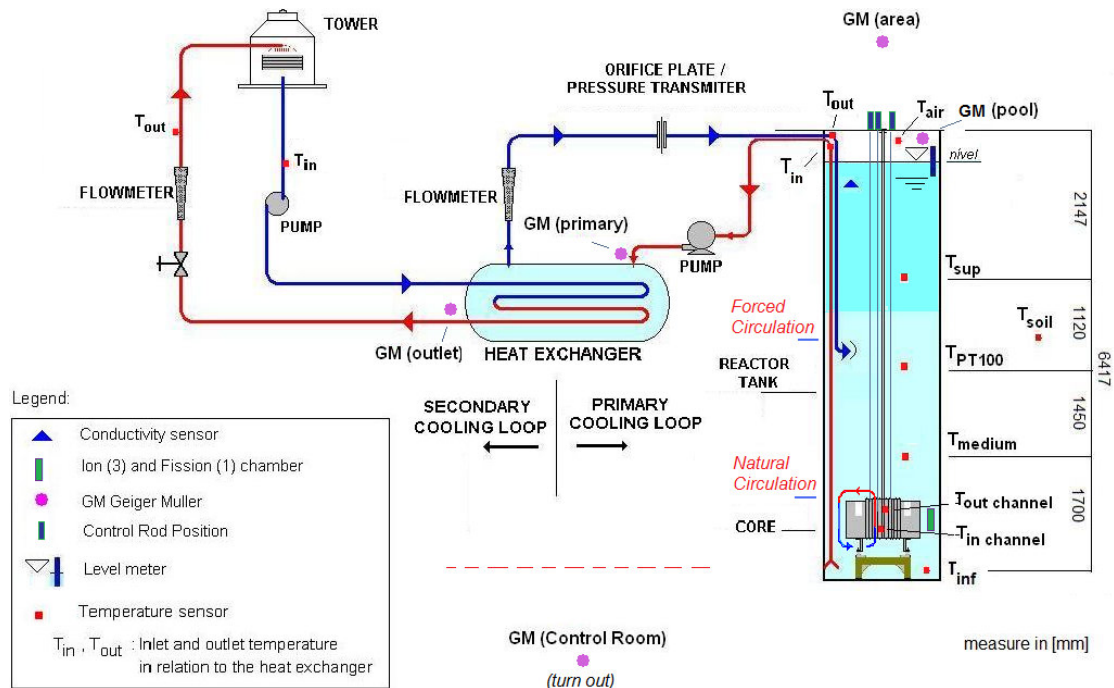 GM (area)
TOWER
ORIFICE PLATE /
PRESSURE TRANSMITER
Tout
Tair
GM (pool)
Tout
Tin
Tin
nível
FLOWMETER
FLOWMETER
PUMP
GM (primary)
PUMP
2147
Tsup
Forced
Circulation
Tsoil
1120
GM (outlet)
HEAT EXCHANGER
REACTOR
TANK
TPT100
6417
SECONDARY
COOLING LOOP
PRIMARY
COOLING LOOP
1450
Tmedium
Natural
Circulation
Tout channel
1700
CORE
Tin channel
Tinf
Legend:
Conductivity sensor
Ion (3) and Fission (1) chamber
GM Geiger Muller
Control Rod Position
Level meter
Temperature sensor
Tin , Tout : Inlet and outlet temperature
in relation to the heat exchanger
GM (Control Room)
(turn out)
measure in [mm]